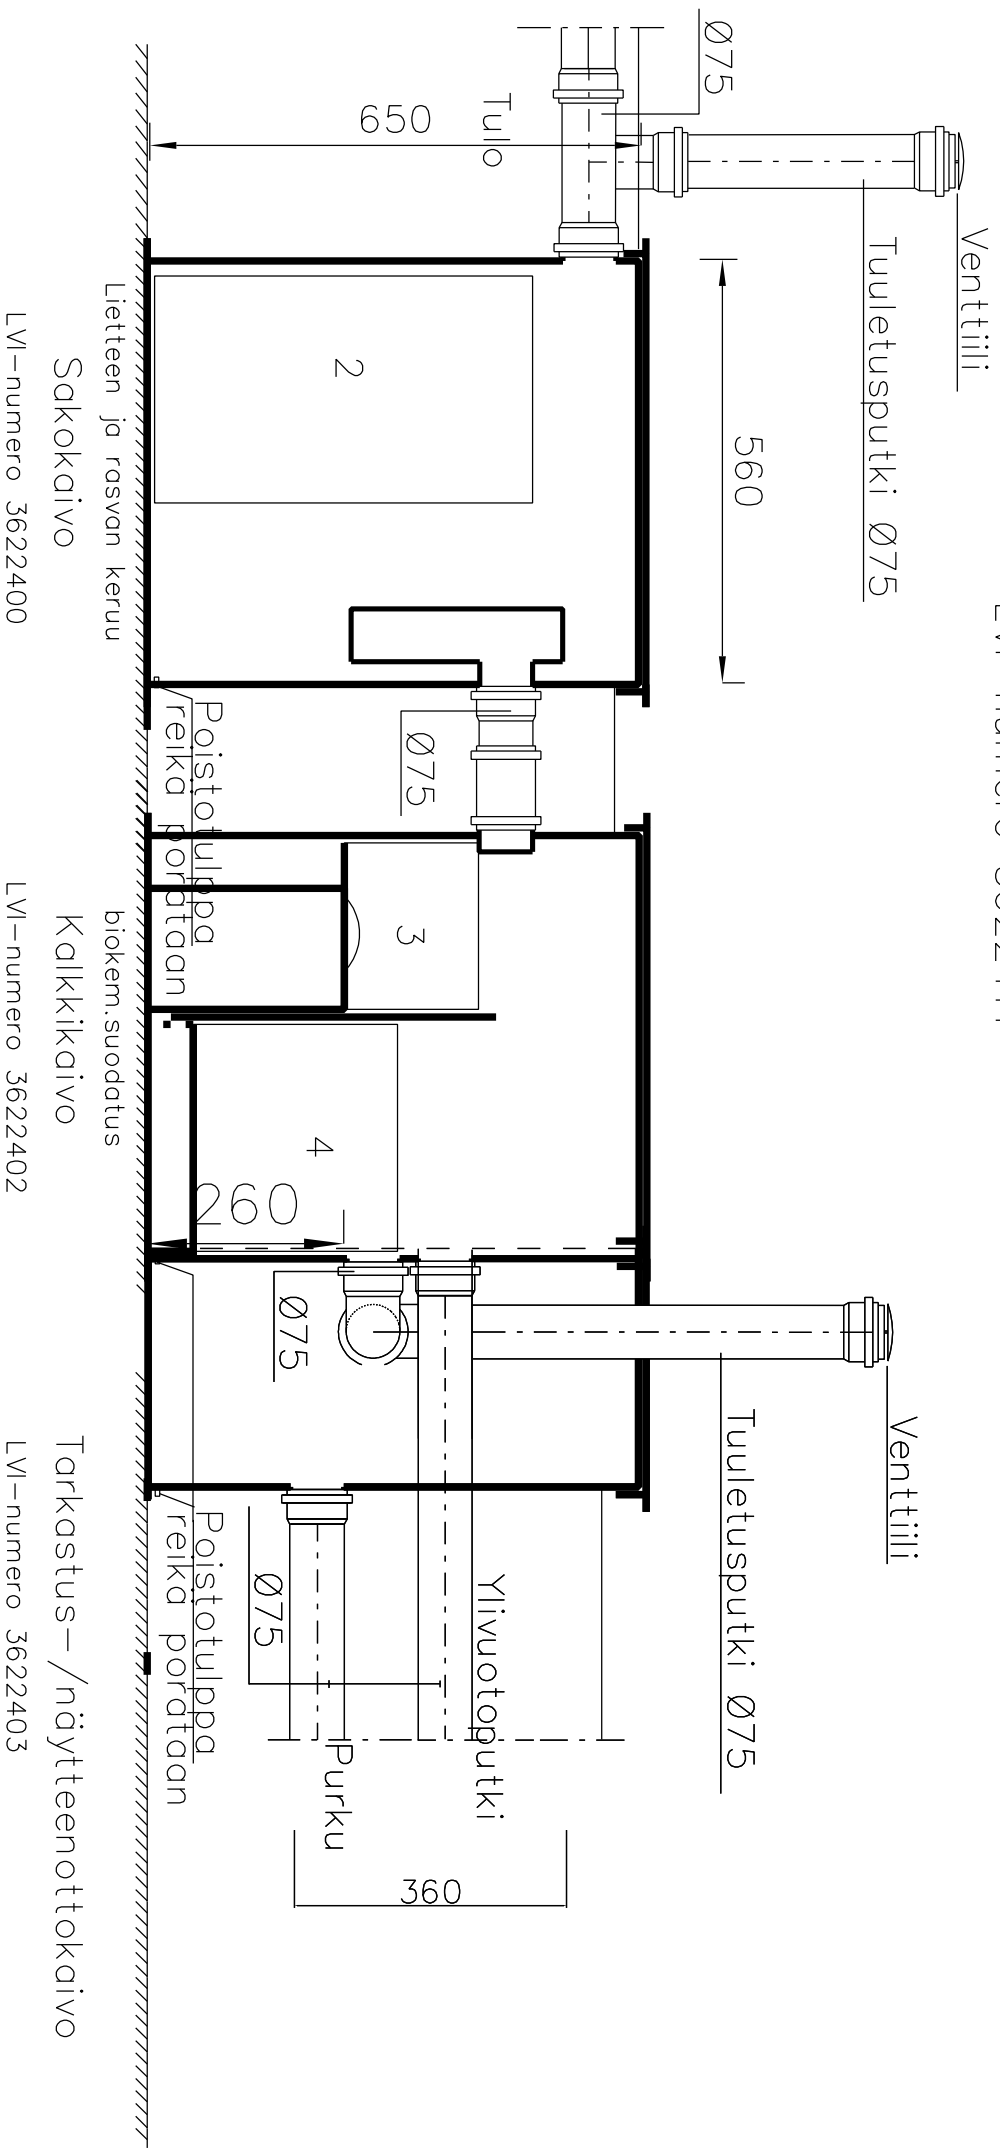 Venttiili
Tuuletusputki Ø75
Ø75
560
650
Tulo
2
Ø75
Poistotulppa
reikä porataan
Lietteen ja rasvan keruu
Sakokaivo
LVI-numero 3622400
3
4
260
Ø75
biokem.suodatus
Kalkkikaivo
LVI-numero 3622402
Venttiili
Tuuletusputki Ø75
Ylivuotoputki
Purku
Ø75
360
Poistotulppa
reikä porataan
Tarkastus-/näytteenottokaivo
LVI-numero 3622403